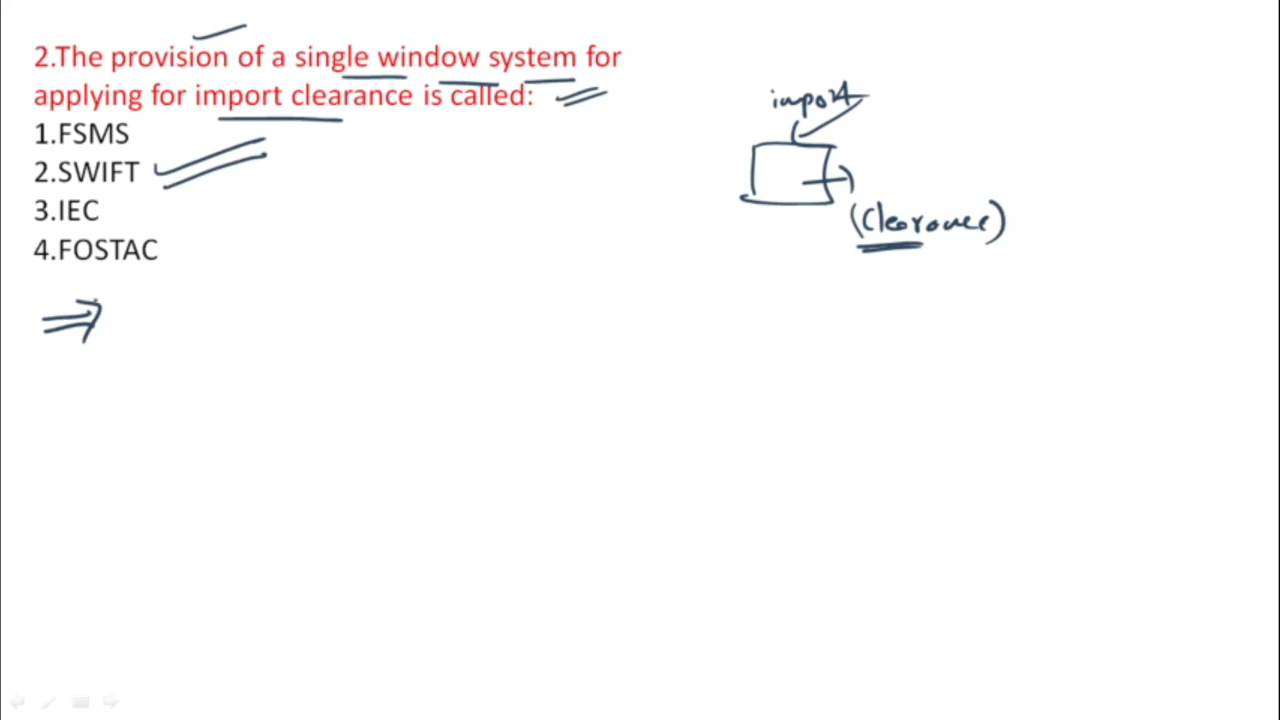 2.The provision of a single window system for
applying for import clearance is called:
1.FSMS
2.SWIFT
3.IEC
4.FOSTAC
import
(Clearance)